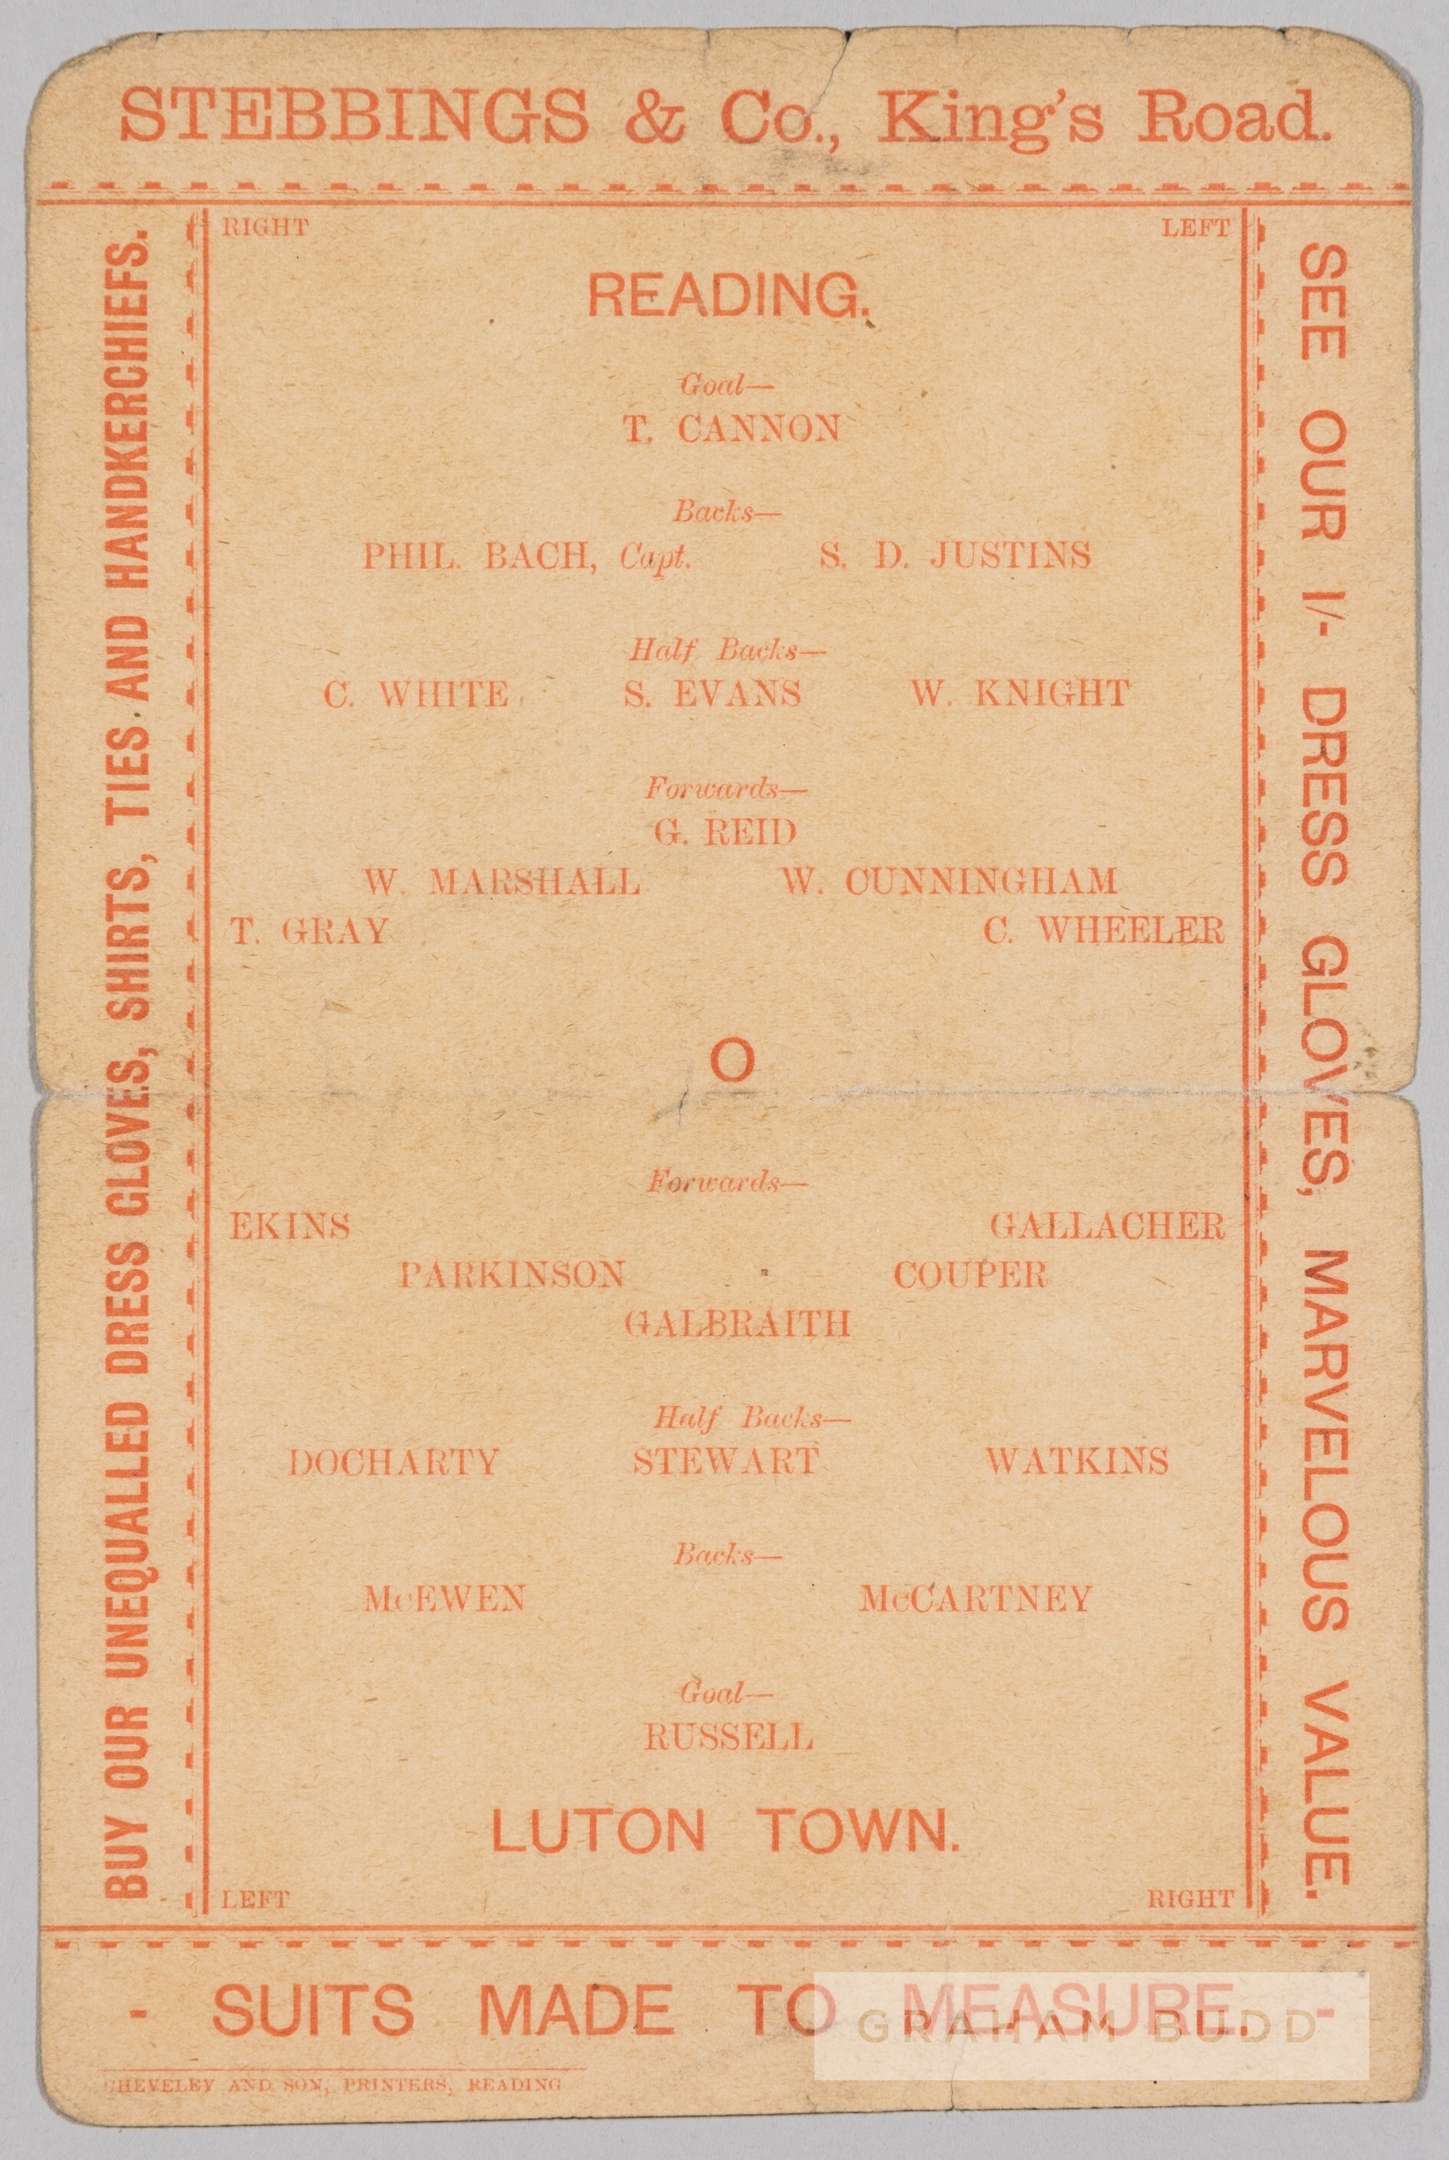 STEBBINGS & Co., King's Road.
BUY OUR UNEQUALLED DRESS GLOVES, SHIRTS, TIES AND HANDKERCHIEFS.
SEE OUR 1/- DRESS GLOVES, MARVELOUS VALUE.
RIGHT LEFT
READING.
Goal—
T. CANNON
Backs—
PHIL. BACH, Capt. S. D. JUSTINS
Half Backs—
C. WHITE S. EVANS W. KNIGHT
Forwards—
G. REID
W. MARSHALL W. CUNNINGHAM
T. GRAY C. WHEELER
O
Forwards—
EKINS GALLACHER
PARKINSON COUPER
GALBRAITH
Half Backs—
DOCHARTY STEWART WATKINS
Backs—
McEWEN McCARTNEY
Goal—
RUSSELL
LUTON TOWN.
LEFT RIGHT
- SUITS MADE TO MEASURE. -
GRAHAM BUDD
CHEVELEY AND SON, PRINTERS, READING